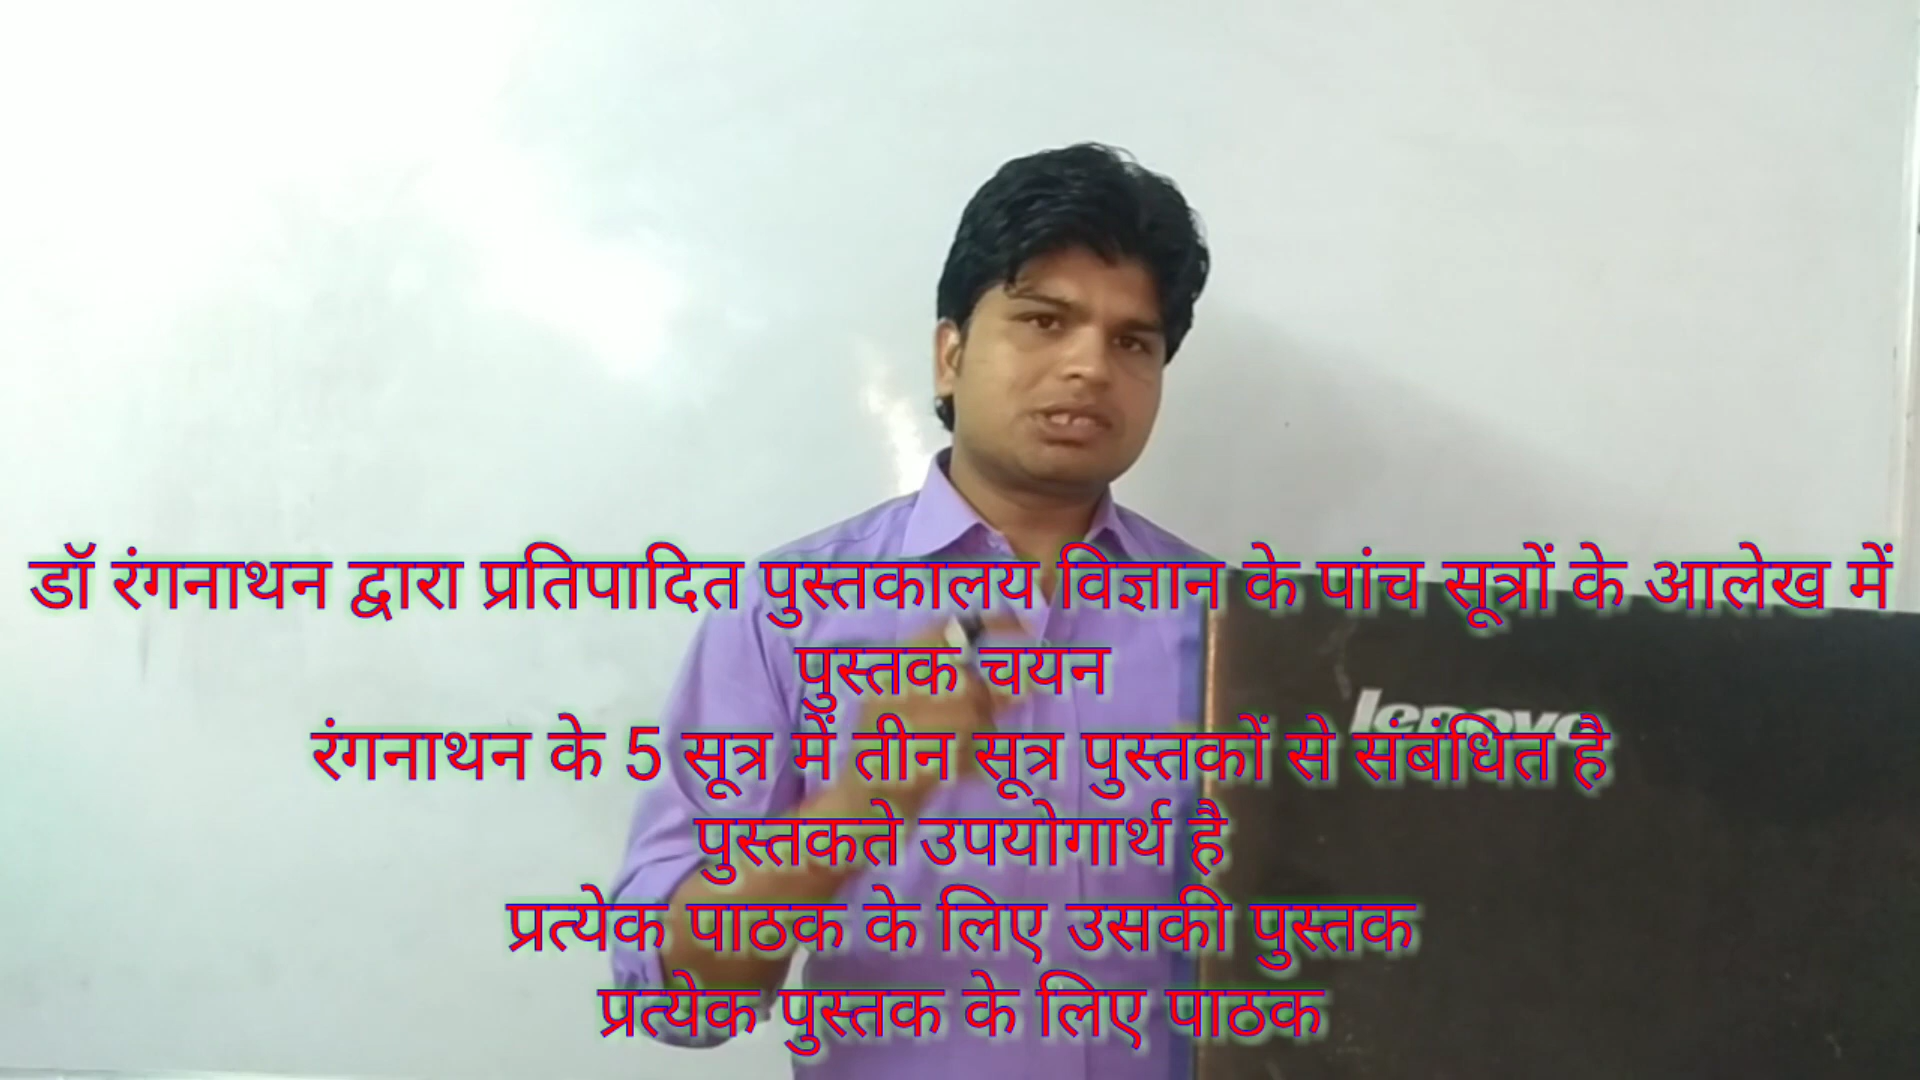 डॉ रंगनाथन द्वारा प्रतिपादित पुस्तकालय विज्ञान के पांच सूत्रों के आलेख में
पुस्तक चयन
lenovo
रंगनाथन के 5 सूत्र में तीन सूत्र पुस्तकों से संबंधित है
पुस्तकते उपयोगार्थ है
प्रत्येक पाठक के लिए उसकी पुस्तक
प्रत्येक पुस्तक के लिए पाठक